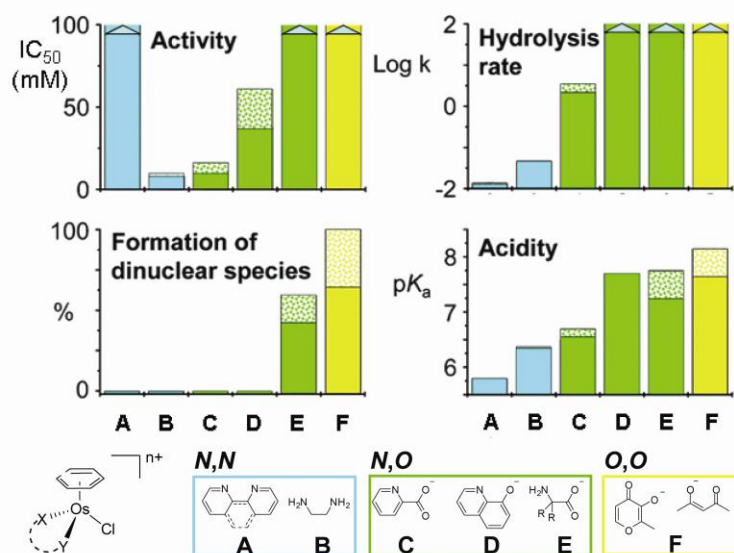 IC50
(mM)
100
50
0
Activity
Log k
2
0
-2
Hydrolysis
rate
%
100
0
Formation of
dinuclear species
pKa
8
7
6
Acidity
A B C D E F
A B C D E F
n+
Os
Cl
X
Y
N,N
N N
H2N NH2
A B
N,O
N O O-
N O-
H2N O R R O-
C D E
O,O
O O- O
O- O
F